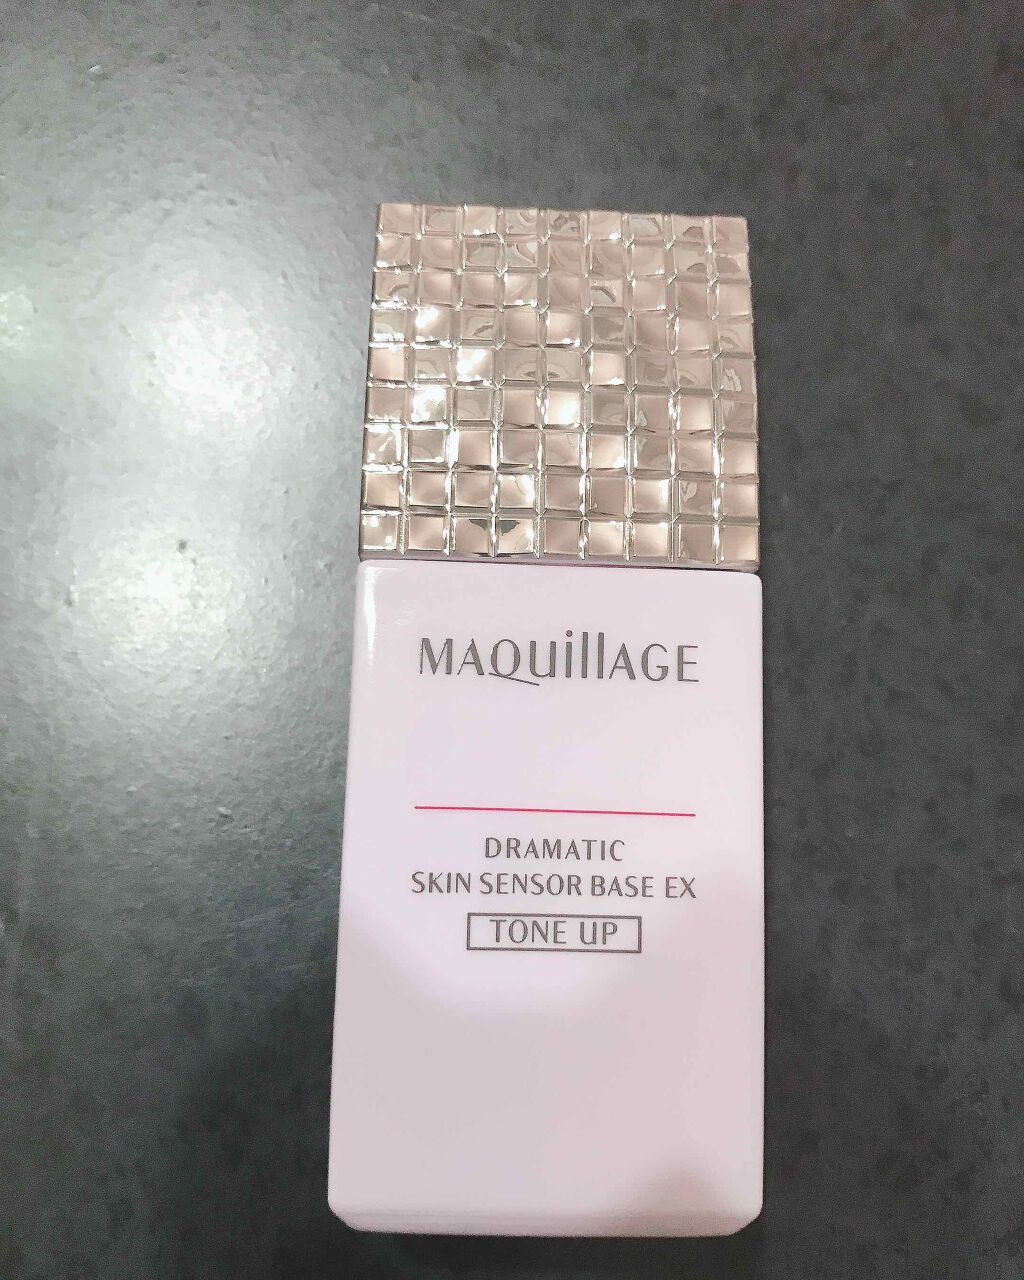 MAQuillAGE
DRAMATIC
SKIN SENSOR BASE EX
TONE UP